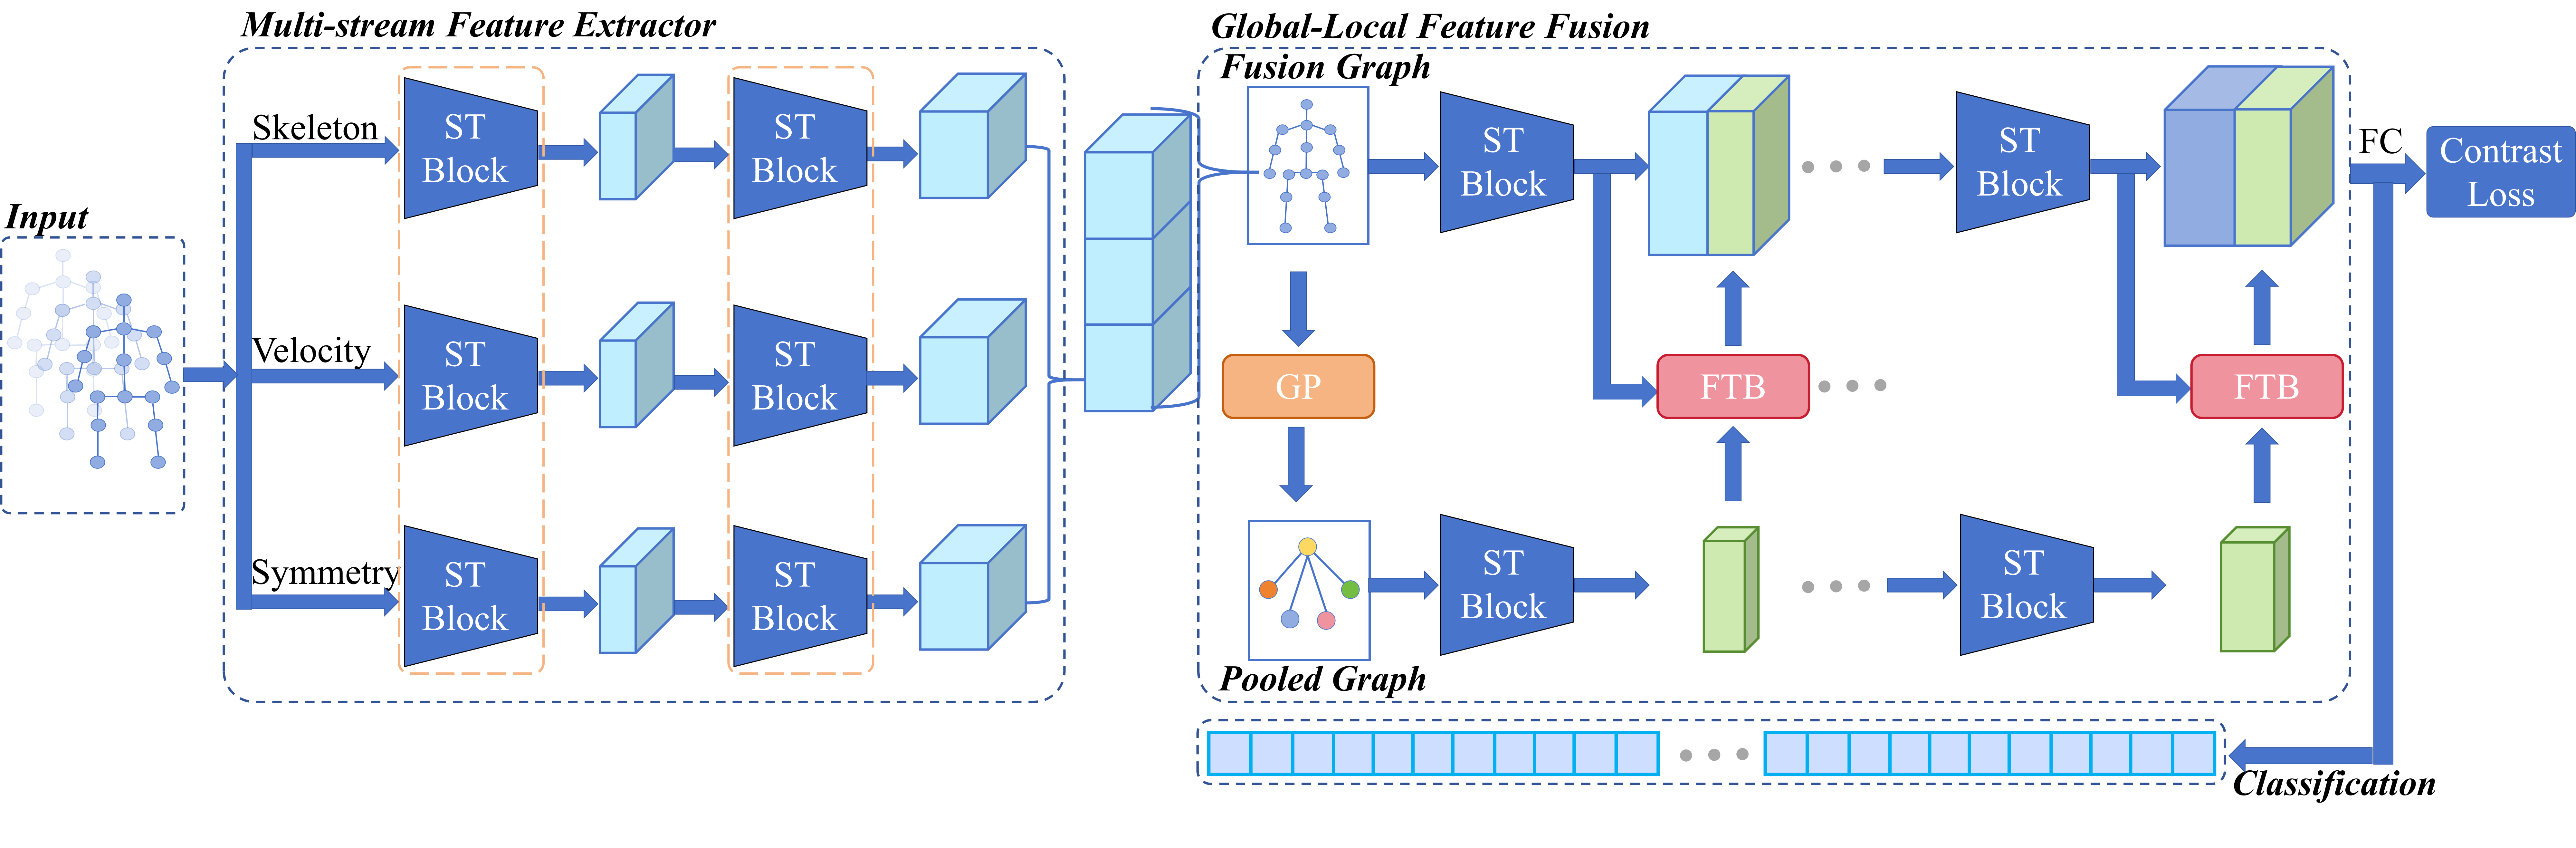 Multi-stream Feature Extractor
Global-Local Feature Fusion
Fusion Graph
Input
Skeleton
ST
Block
ST
Block
Velocity
ST
Block
ST
Block
Symmetry
ST
Block
ST
Block
ST
Block
ST
Block
FC
Contrast
Loss
GP
FTB
FTB
ST
Block
ST
Block
Pooled Graph
Classification